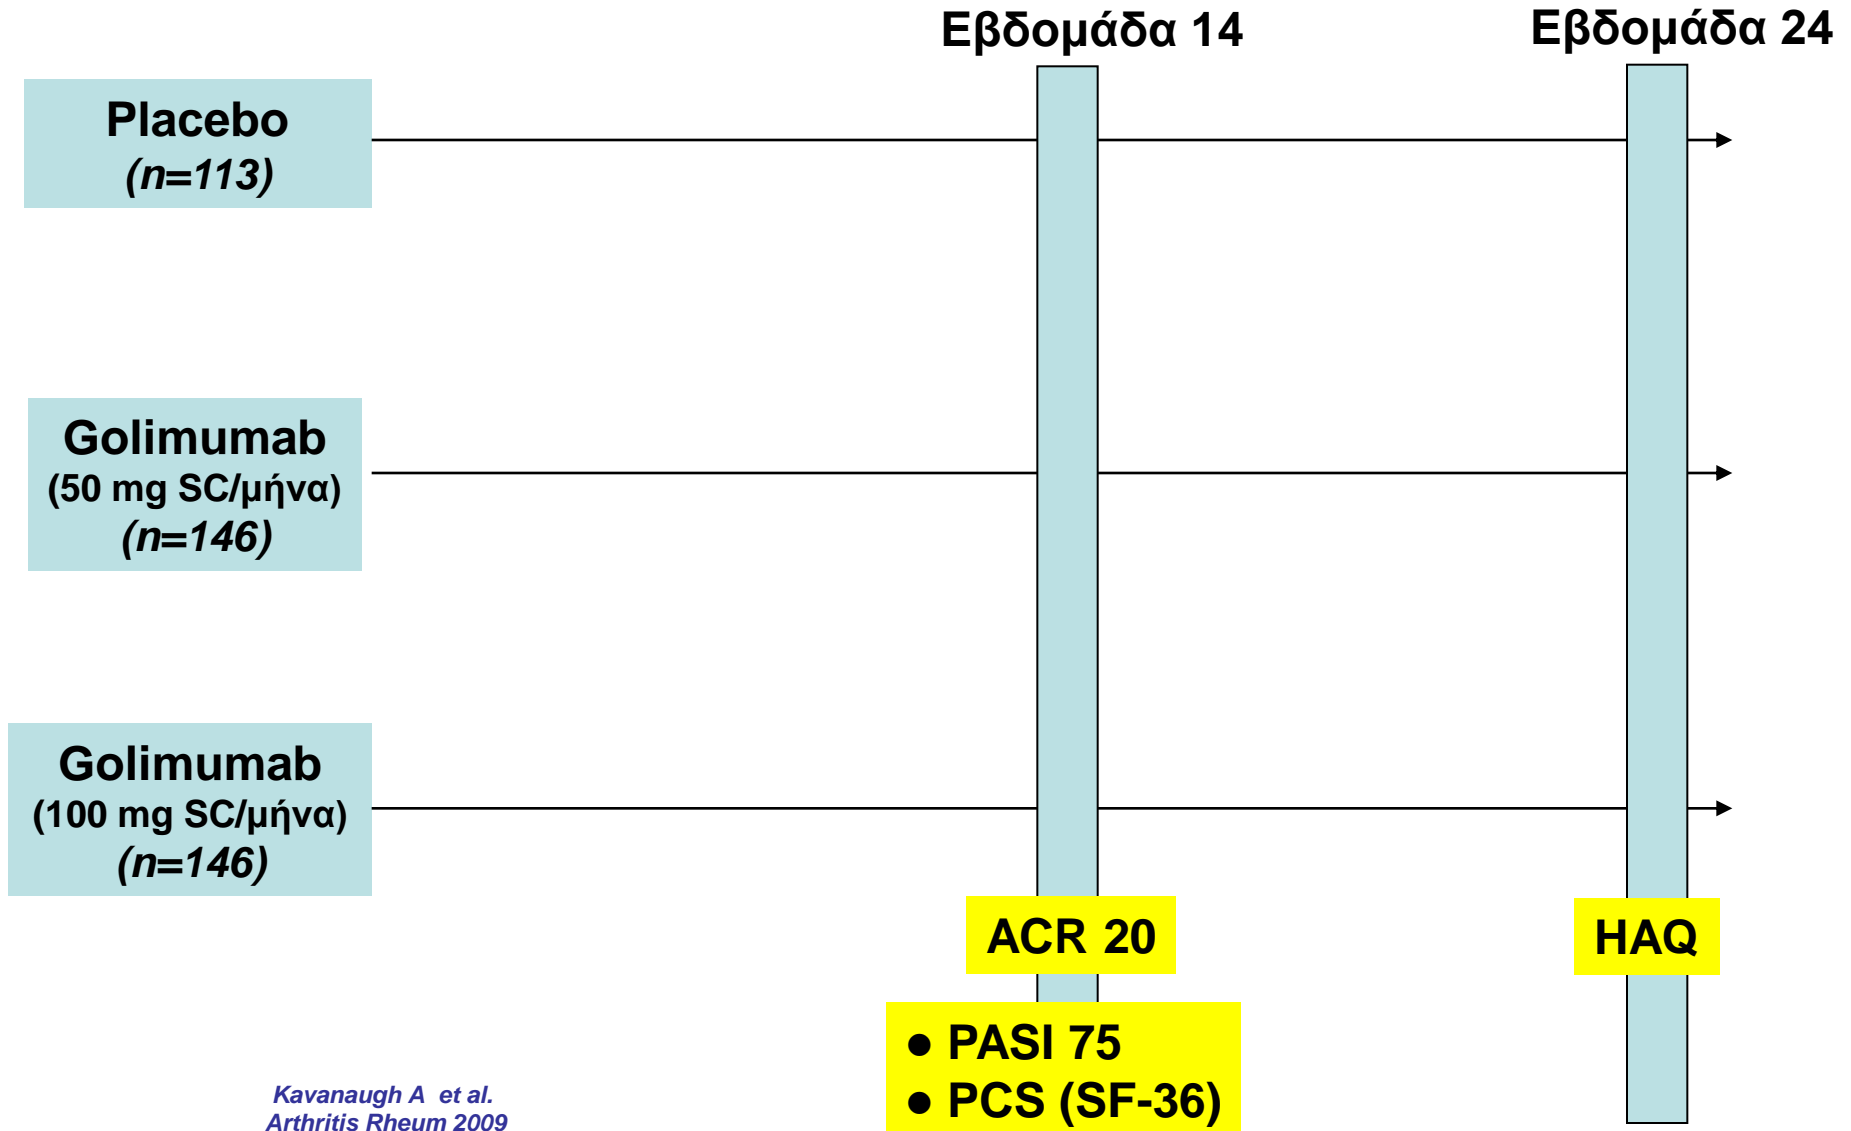 Εβδομάδα 14
Εβδομάδα 24
Placebo
(n=113)
Golimumab
(50 mg SC/μήνα)
(n=146)
Golimumab
(100 mg SC/μήνα)
(n=146)
ACR 20
HAQ
● PASI 75
● PCS (SF-36)
Kavanaugh A et al.
Arthritis Rheum 2009